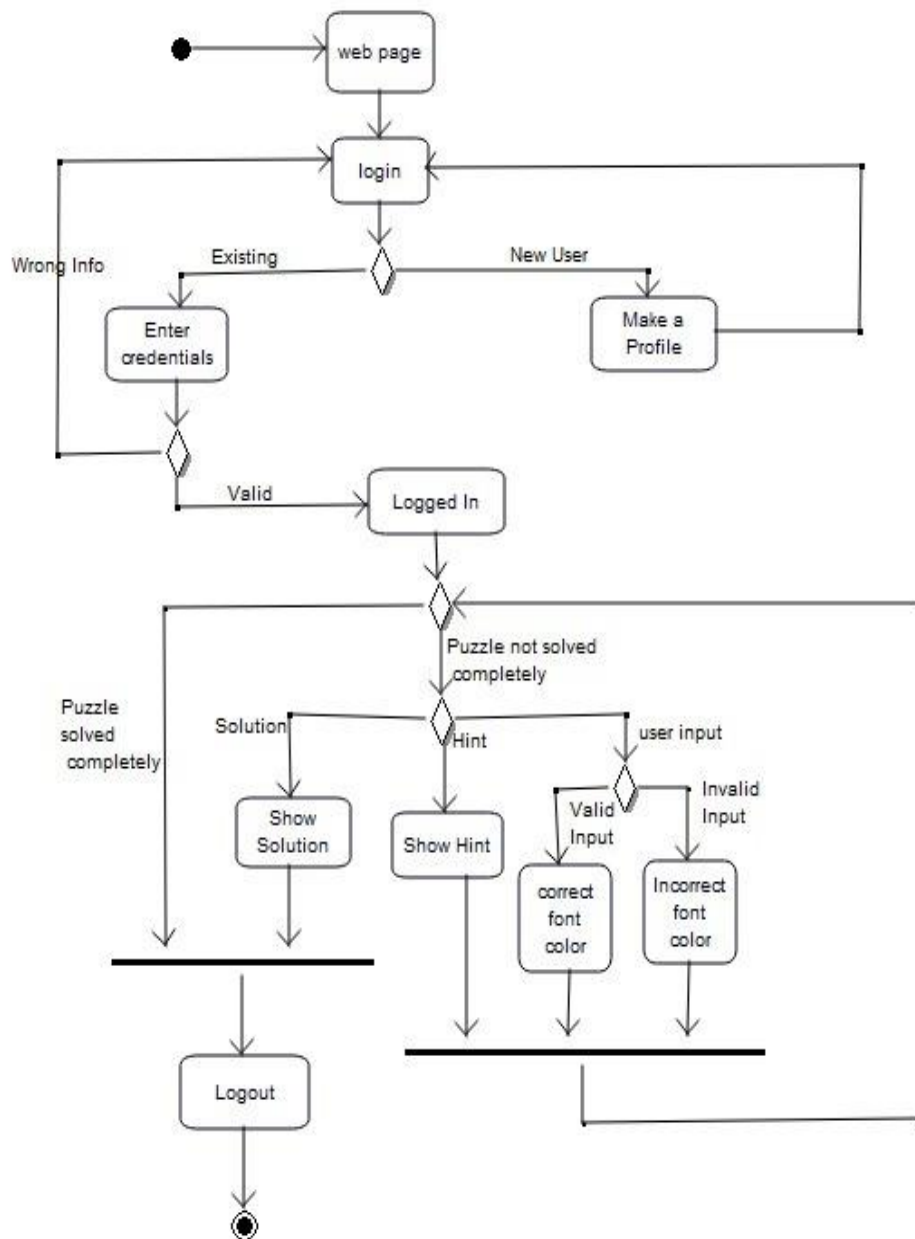 web page
login
Wrong Info
Existing
New User
Enter
credentials
Make a
Profile
Valid
Logged In
Puzzle not solved
completely
Puzzle
solved
completely
Solution
Hint
user input
Valid
Input
Invalid
Input
Show
Solution
Show Hint
correct
font
color
Incorrect
font
color
Logout